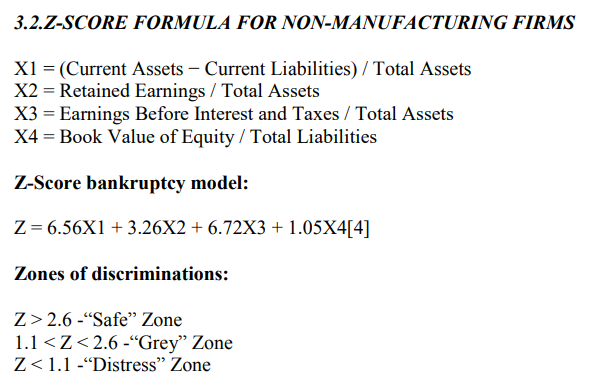 3.2.Z-SCORE FORMULA FOR NON-MANUFACTURING FIRMS
X1 = (Current Assets − Current Liabilities) / Total Assets
X2 = Retained Earnings / Total Assets
X3 = Earnings Before Interest and Taxes / Total Assets
X4 = Book Value of Equity / Total Liabilities
Z-Score bankruptcy model:
Z = 6.56X1 + 3.26X2 + 6.72X3 + 1.05X4[4]
Zones of discriminations:
Z > 2.6 -“Safe” Zone
1.1 < Z < 2.6 -“Grey” Zone
Z < 1.1 -“Distress” Zone